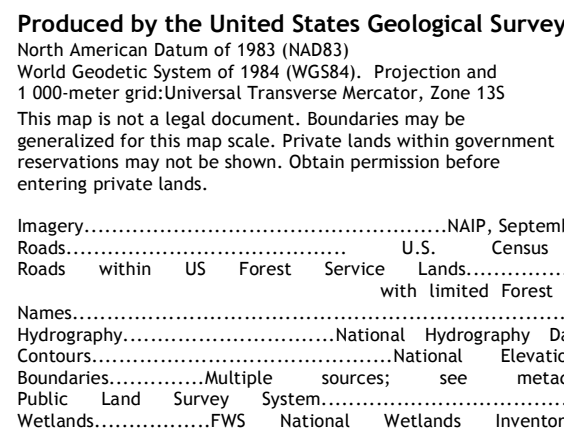 Produced by the United States Geological Survey
North American Datum of 1983 (NAD83)
World Geodetic System of 1984 (WGS84). Projection and
1 000-meter grid:Universal Transverse Mercator, Zone 13S
This map is not a legal document. Boundaries may be
generalized for this map scale. Private lands within government
reservations may not be shown. Obtain permission before
entering private lands.
Imagery.....................................................NAIP,
Roads......................................... U.S. Census
Roads within US Forest Service Lands...............
with limited Forest
Names.........................................................................
Hydrography...............................National Hydrography
Contours............................................National
Boundaries..............Multiple sources; see
Public Land Survey System....................................
Wetlands.................FWS National Wetlands